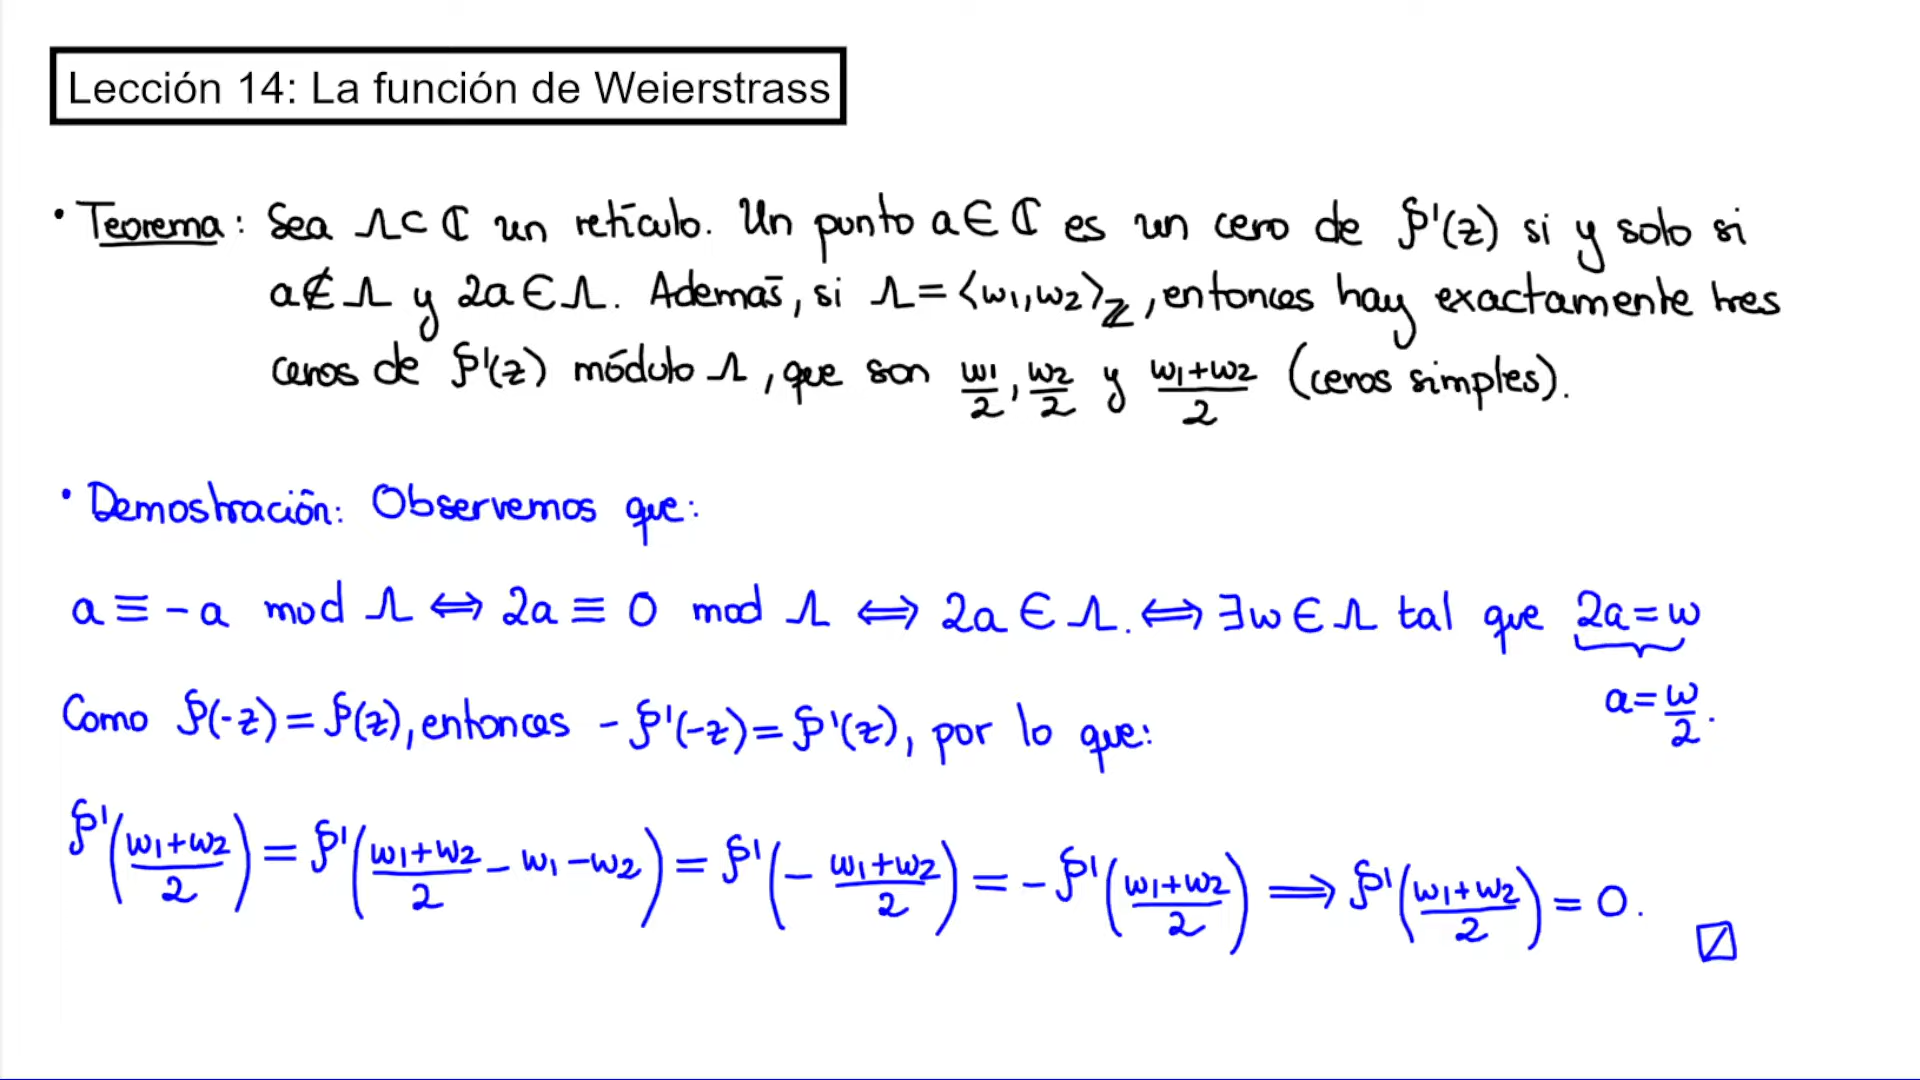 Lección 14: La función de Weierstrass
• Teorema: Sea Λ⊂ℂ un retículo. Un punto a∈ℂ es un cero de ℘'(z) si y solo si
a∉Λ y 2a∈Λ. Además, si Λ=⟨w₁,w₂⟩_ℤ, entonces hay exactamente tres
ceros de ℘'(z) módulo Λ, que son w₁/2, w₂/2 y (w₁+w₂)/2 (ceros simples).
• Demostración: Observemos que:
a≡-a mod Λ ⟺ 2a≡0 mod Λ ⟺ 2a∈Λ. ⟺ ∃w∈Λ tal que 2a=w
a=w/2.
Como ℘(-z)=℘(z), entonces -℘'(-z)=℘'(z), por lo que:
℘'((w₁+w₂)/2) = ℘'((w₁+w₂)/2 - w₁ - w₂) = ℘'(-(w₁+w₂)/2) = -℘'((w₁+w₂)/2) ⟹ ℘'((w₁+w₂)/2) = 0.